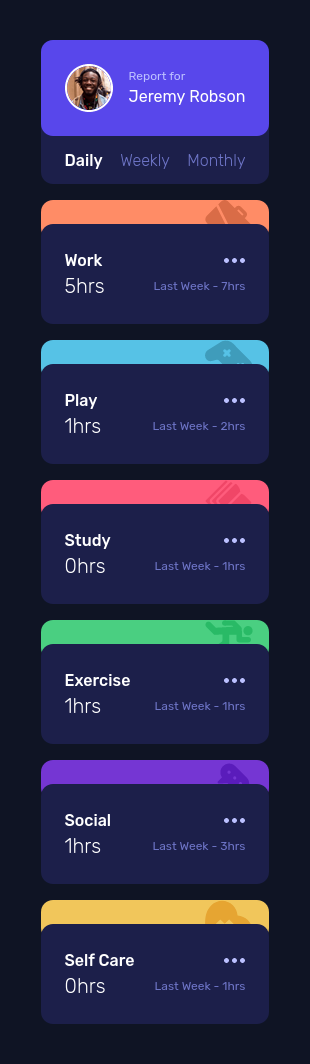 Report for
Jeremy Robson
Daily Weekly Monthly
Work
5hrs Last Week - 7hrs
Play
1hrs Last Week - 2hrs
Study
0hrs Last Week - 1hrs
Exercise
1hrs Last Week - 1hrs
Social
1hrs Last Week - 3hrs
Self Care
0hrs Last Week - 1hrs